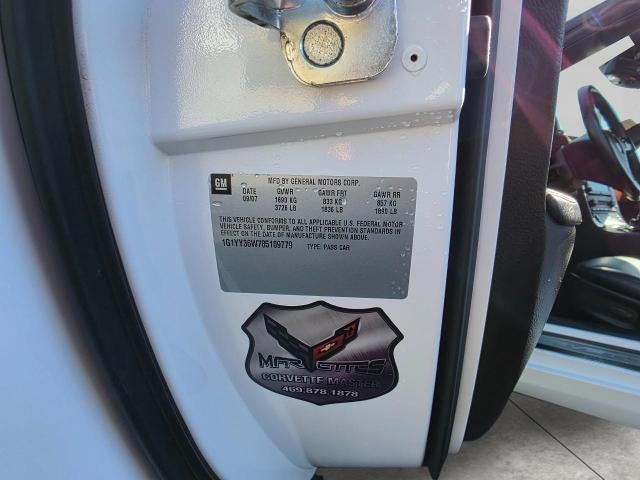 GM
MFD BY GENERAL MOTORS CORP.
DATE GVWR GAWR FRT GAWR RR
09/07 1690 KG 833 KG 857 KG
3726 LB 1836 LB 1890 LB
THIS VEHICLE CONFORMS TO ALL APPLICABLE U.S. FEDERAL MOTOR
VEHICLE SAFETY, BUMPER, AND THEFT PREVENTION STANDARDS IN
EFFECT ON THE DATE OF MANUFACTURE SHOWN ABOVE.
1G1YY36W785109779 TYPE: PASS CAR
CORVETTE MASTER
469.878.1878